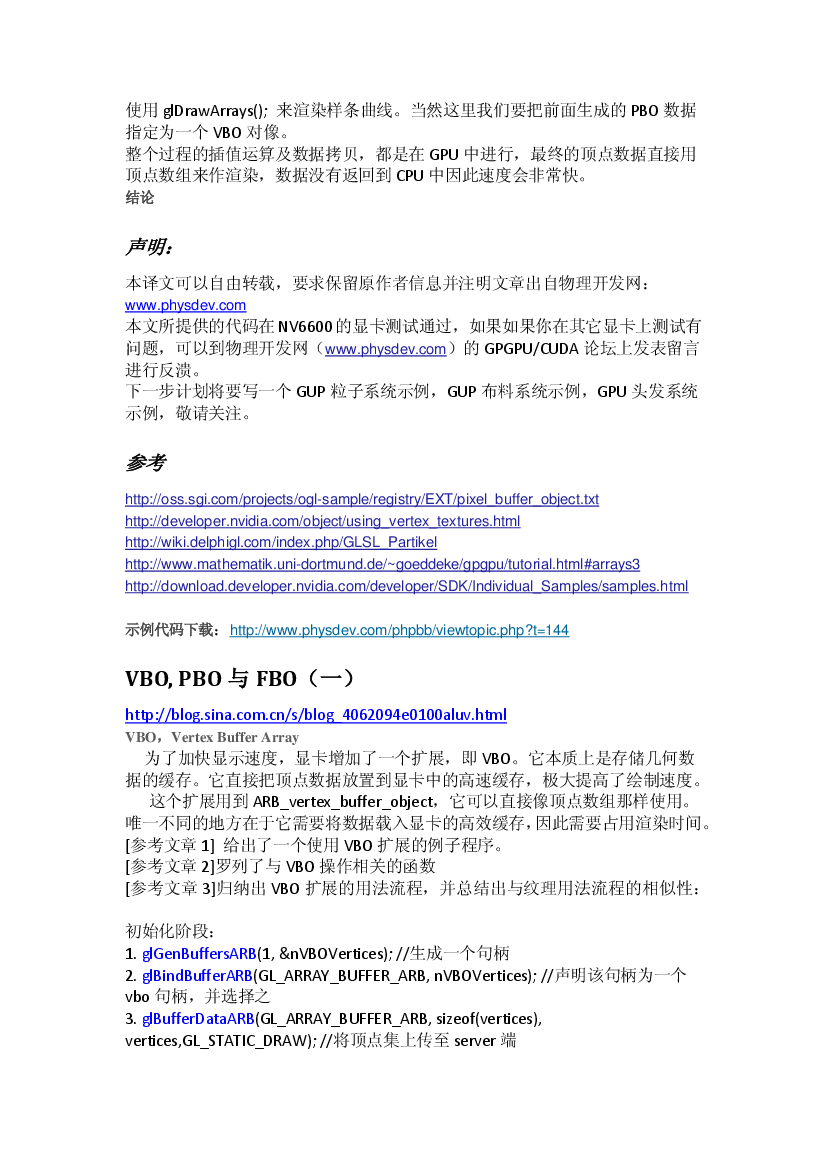 使用 glDrawArrays();  来渲染样条曲线。当然这里我们要把前面生成的 PBO 数据
指定为一个 VBO 对像。
整个过程的插值运算及数据拷贝，都是在 GPU 中进行，最终的顶点数据直接用
顶点数组来作渲染，数据没有返回到 CPU 中因此速度会非常快。
结论
声明：
本译文可以自由转载，要求保留原作者信息并注明文章出自物理开发网：
www.physdev.com
本文所提供的代码在 NV6600 的显卡测试通过，如果如果你在其它显卡上测试有
问题，可以到物理开发网（www.physdev.com）的 GPGPU/CUDA 论坛上发表留言
进行反溃。
下一步计划将要写一个 GUP 粒子系统示例，GUP 布料系统示例，GPU 头发系统
示例，敬请关注。
参考
http://oss.sgi.com/projects/ogl-sample/registry/EXT/pixel_buffer_object.txt
http://developer.nvidia.com/object/using_vertex_textures.html
http://wiki.delphigl.com/index.php/GLSL_Partikel
http://www.mathematik.uni-dortmund.de/~goeddeke/gpgpu/tutorial.html#arrays3
http://download.developer.nvidia.com/developer/SDK/Individual_Samples/samples.html
示例代码下载：http://www.physdev.com/phpbb/viewtopic.php?t=144
VBO, PBO 与 FBO（一）
http://blog.sina.com.cn/s/blog_4062094e0100aluv.html
VBO，Vertex Buffer Array
为了加快显示速度，显卡增加了一个扩展，即 VBO。它本质上是存储几何数
据的缓存。它直接把顶点数据放置到显卡中的高速缓存，极大提高了绘制速度。
这个扩展用到 ARB_vertex_buffer_object，它可以直接像顶点数组那样使用。
唯一不同的地方在于它需要将数据载入显卡的高效缓存,因此需要占用渲染时间。
[参考文章 1]  给出了一个使用 VBO 扩展的例子程序。
[参考文章 2]罗列了与 VBO 操作相关的函数
[参考文章 3]归纳出 VBO 扩展的用法流程，并总结出与纹理用法流程的相似性：
初始化阶段：
1. glGenBuffersARB(1, &nVBOVertices); //生成一个句柄
2. glBindBufferARB(GL_ARRAY_BUFFER_ARB, nVBOVertices); //声明该句柄为一个
vbo 句柄，并选择之
3. glBufferDataARB(GL_ARRAY_BUFFER_ARB, sizeof(vertices),
vertices,GL_STATIC_DRAW); //将顶点集上传至 server 端